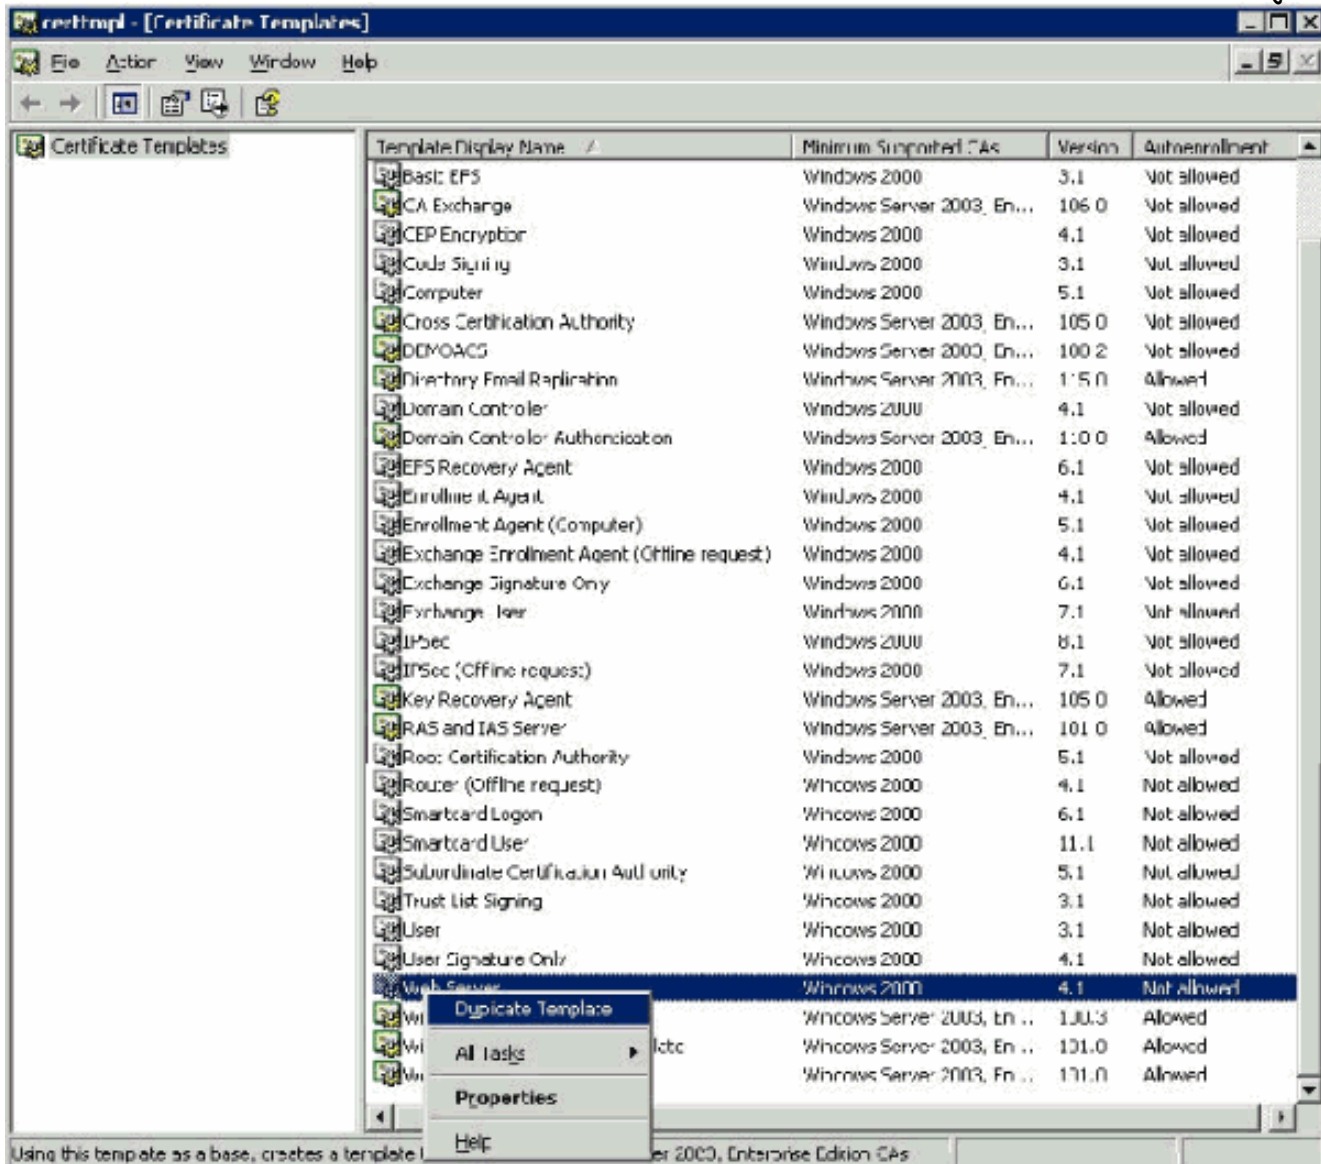 certtmpl - [Certificate Templates]
File Action View Window Help
Certificate Templates
Template Display Name Minimum Supported CAs Version Autoenrollment
Basic EFS Windows 2000 3.1 Not allowed
CA Exchange Windows Server 2003, En... 106.0 Not allowed
CEP Encryption Windows 2000 4.1 Not allowed
Code Signing Windows 2000 3.1 Not allowed
Computer Windows 2000 5.1 Not allowed
Cross Certification Authority Windows Server 2003, En... 105.0 Not allowed
DEMOACS Windows Server 2003, En... 100.2 Not allowed
Directory Email Replication Windows Server 2003, En... 115.0 Allowed
Domain Controller Windows 2000 4.1 Not allowed
Domain Controller Authentication Windows Server 2003, En... 110.0 Allowed
EFS Recovery Agent Windows 2000 6.1 Not allowed
Enrollment Agent Windows 2000 4.1 Not allowed
Enrollment Agent (Computer) Windows 2000 5.1 Not allowed
Exchange Enrollment Agent (Offline request) Windows 2000 4.1 Not allowed
Exchange Signature Only Windows 2000 6.1 Not allowed
Exchange User Windows 2000 7.1 Not allowed
IPSec Windows 2000 8.1 Not allowed
IPSec (Offline request) Windows 2000 7.1 Not allowed
Key Recovery Agent Windows Server 2003, En... 105.0 Allowed
RAS and IAS Server Windows Server 2003, En... 101.0 Allowed
Root Certification Authority Windows 2000 5.1 Not allowed
Router (Offline request) Windows 2000 4.1 Not allowed
Smartcard Logon Windows 2000 6.1 Not allowed
Smartcard User Windows 2000 11.1 Not allowed
Subordinate Certification Authority Windows 2000 5.1 Not allowed
Trust List Signing Windows 2000 3.1 Not allowed
User Windows 2000 3.1 Not allowed
User Signature Only Windows 2000 4.1 Not allowed
Web Server Windows 2000 4.1 Not allowed
Windows Server 2003, En... 100.3 Allowed
Windows Server 2003, En... 101.0 Allowed
Windows Server 2003, En... 101.0 Allowed
Duplicate Template
All Tasks
Properties
Help
Using this template as a base, creates a template er 2003, Enterprise Edition CAs